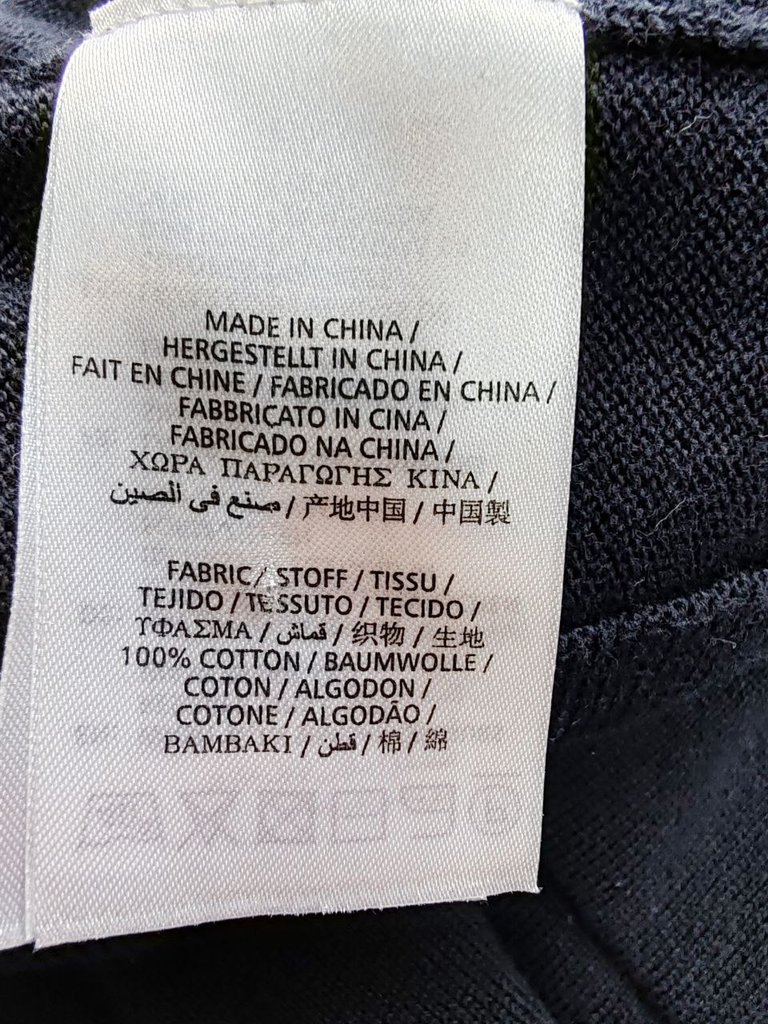 MADE IN CHINA /
HERGESTELLT IN CHINA /
FAIT EN CHINE / FABRICADO EN CHINA /
FABBRICATO IN CINA /
FABRICADO NA CHINA /
ΧΩΡΑ ΠΑΡΑΓΩΓΗΣ ΚΙΝΑ /
صنع في الصين / 产地中国 / 中国製
FABRIC / STOFF / TISSU /
TEJIDO / TESSUTO / TECIDO /
ΥΦΑΣΜΑ / قماش / 织物 / 生地
100% COTTON / BAUMWOLLE /
COTON / ALGODON /
COTONE / ALGODÃO /
ΒΑΜΒΑΚΙ / قطن / 棉 / 綿